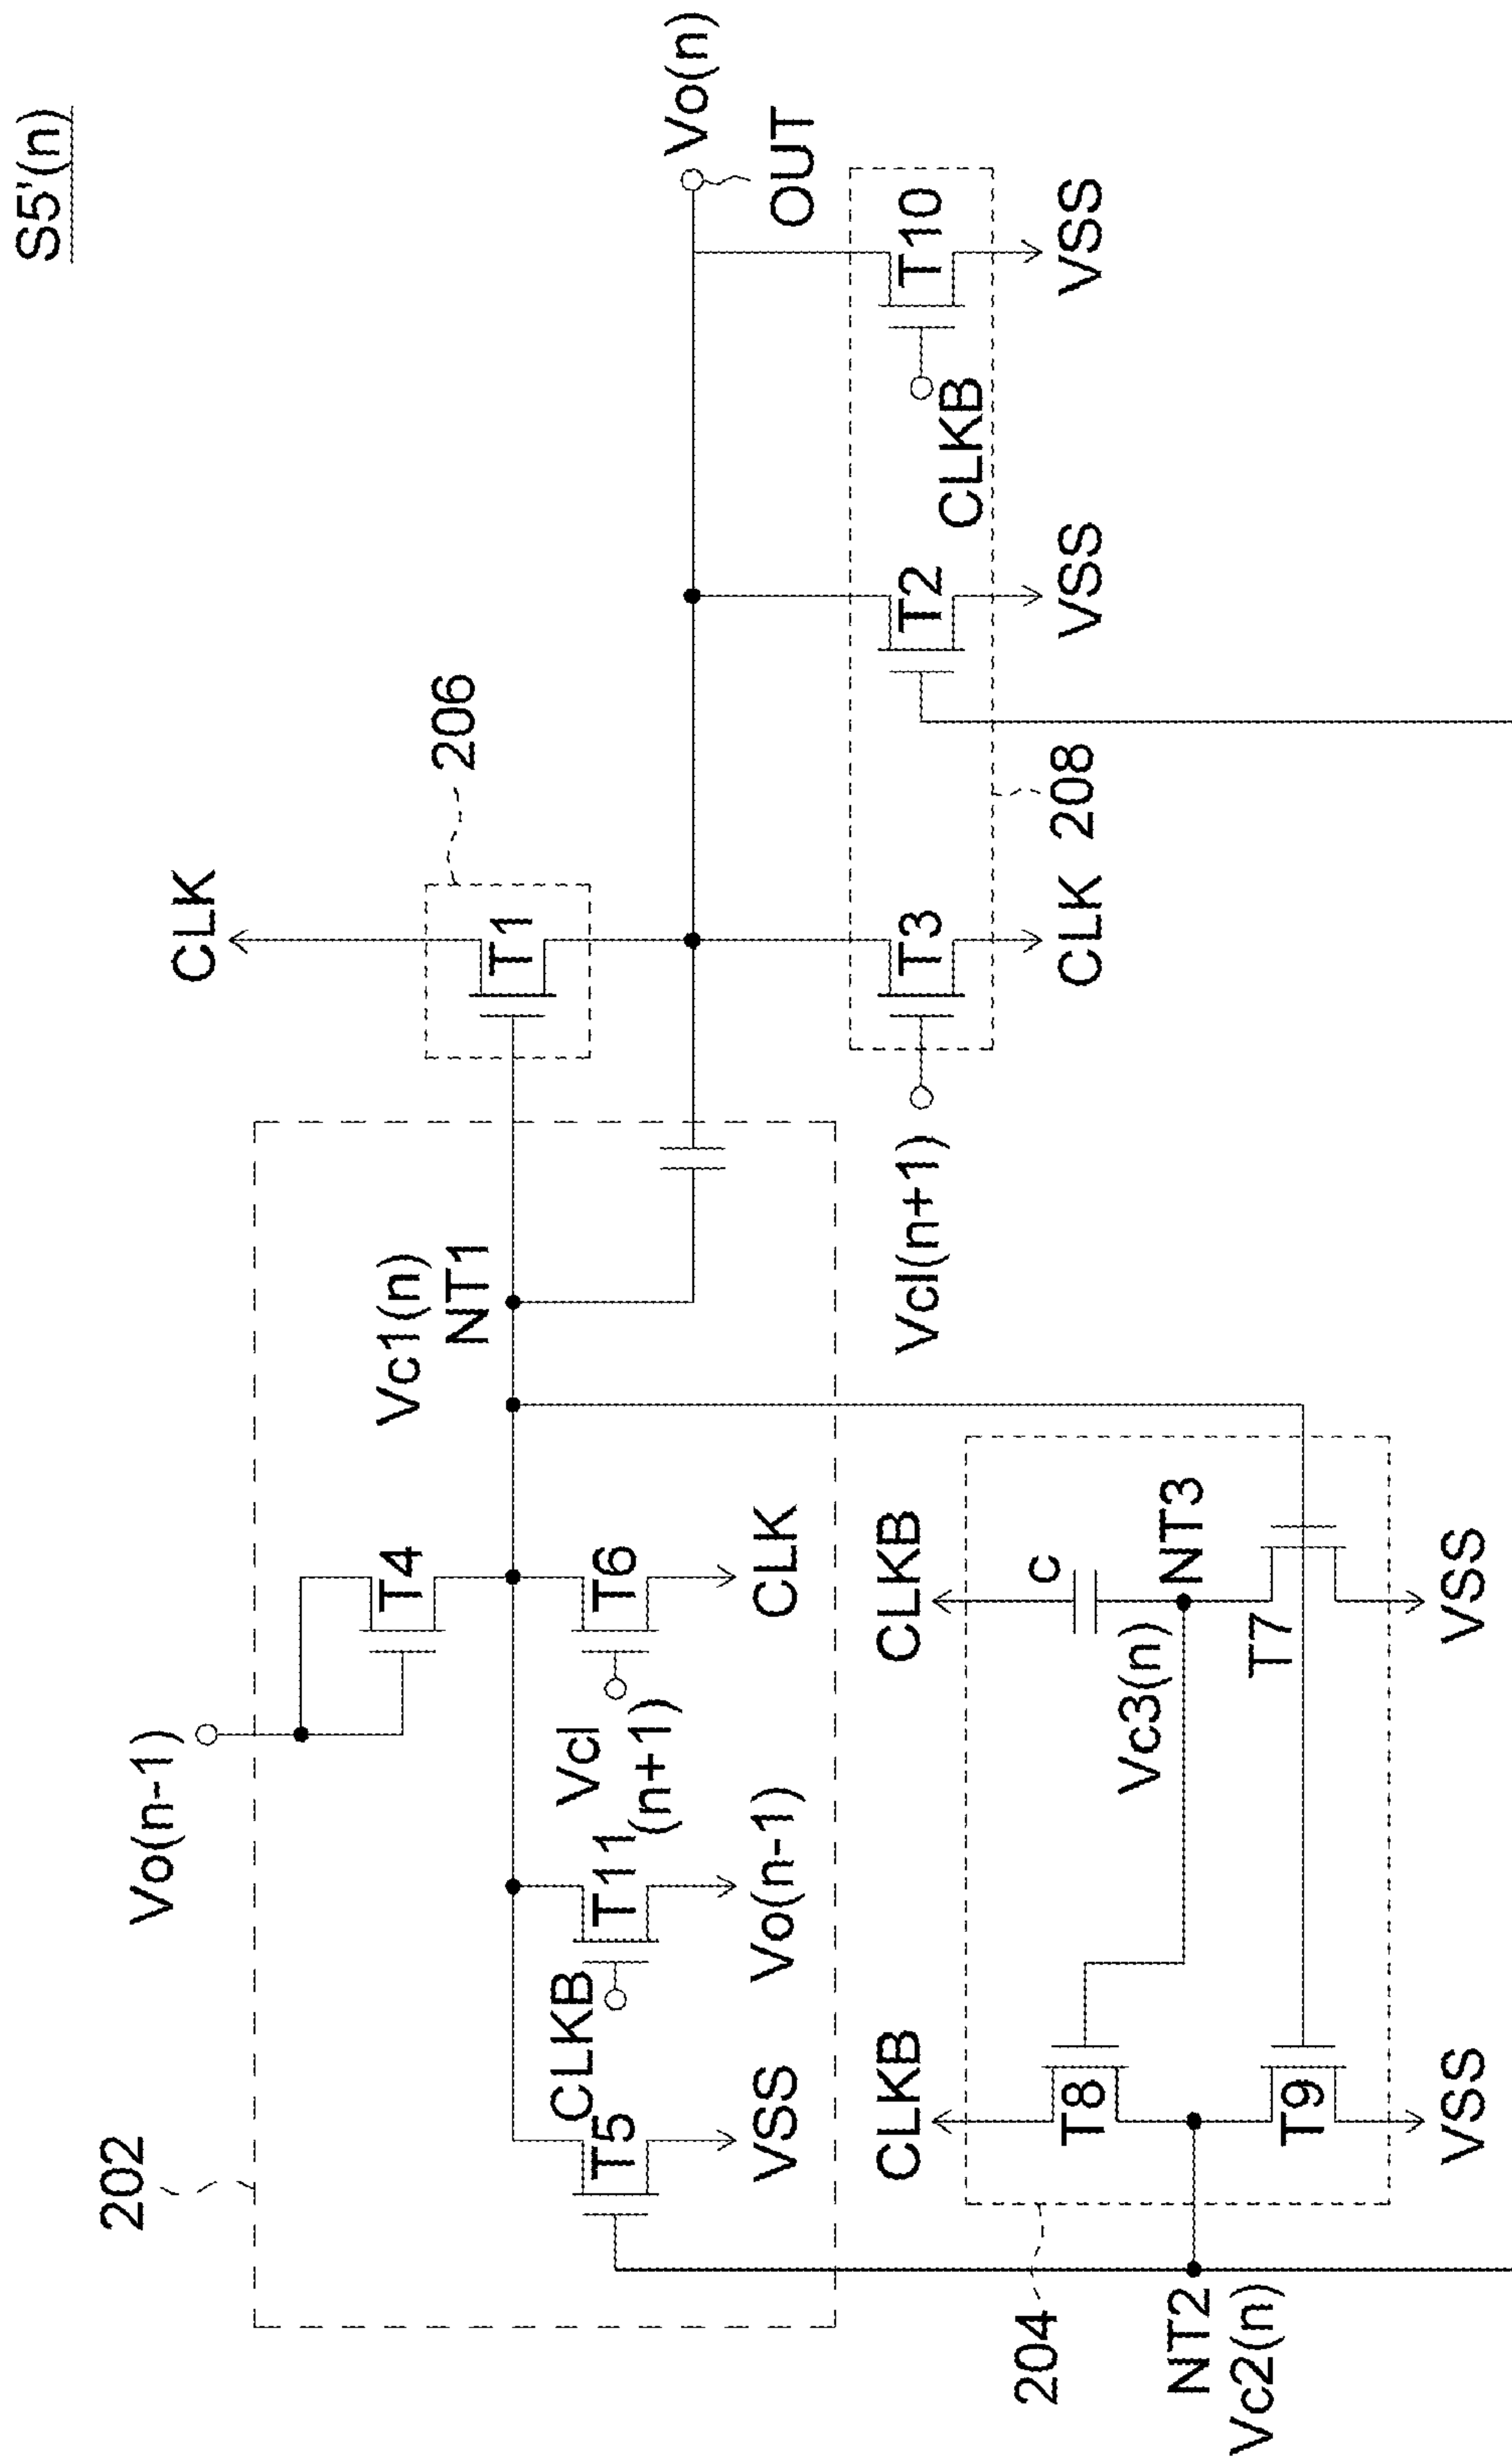 S5'(n)
CLK
206
T1
Vo(n-1)
202
T4
Vc1(n)
NT1
Vo(n)
OUT
CLKB
T5
T11
Vcl
(n+1)
T6
VSS
Vo(n-1)
CLK
Vcl(n+1)
T3
T2
T10
CLKB
CLK
208
VSS
VSS
CLKB
CLKB
c
T8
Vc3(n)
NT3
T9
T7
204
NT2
Vc2(n)
VSS
VSS